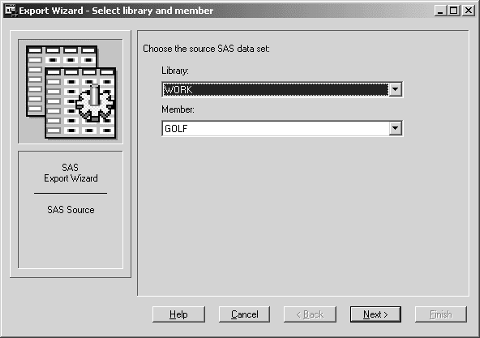 Export Wizard - Select library and member
Choose the source SAS data set:
Library:
WORK
Member:
GOLF
SAS
Export Wizard
SAS Source
Help
Cancel
< Back
Next >
Finish